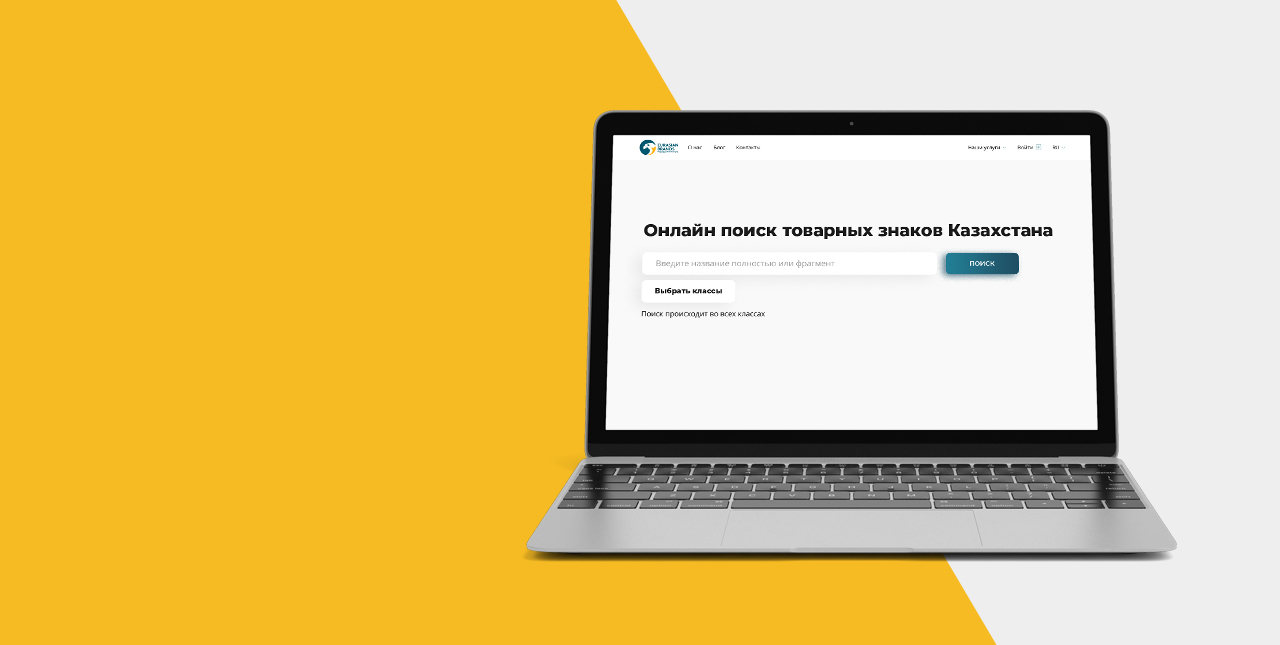 EURASIAN
BRANDS
О нас Блог Контакты Наши услуги Войти RU
Онлайн поиск товарных знаков Казахстана
Введите название полностью или фрагмент ПОИСК
Выбрать классы
Поиск происходит во всех классах